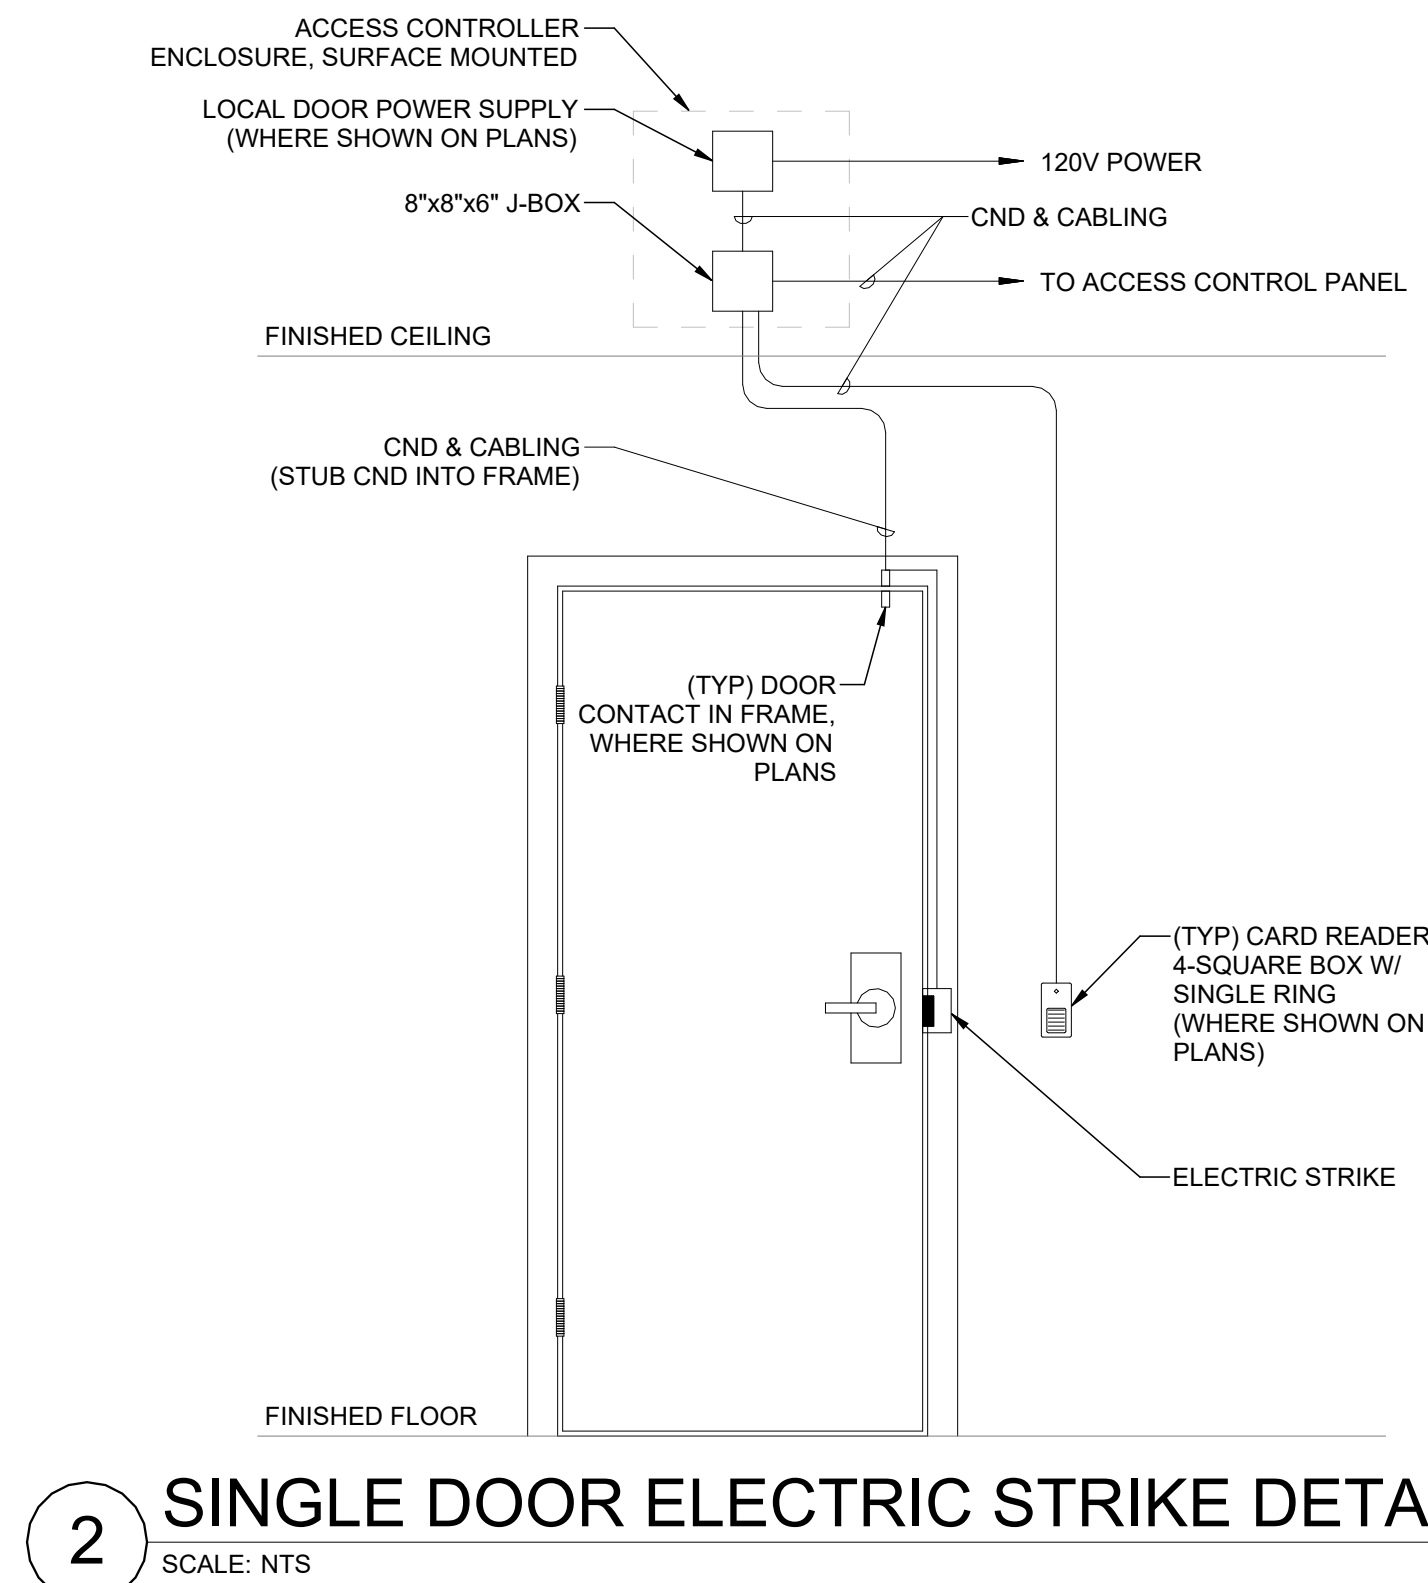 ACCESS CONTROLLER
ENCLOSURE, SURFACE MOUNTED
LOCAL DOOR POWER SUPPLY
(WHERE SHOWN ON PLANS)
120V POWER
8"x8"x6" J-BOX
CND & CABLING
TO ACCESS CONTROL PANEL
FINISHED CEILING
CND & CABLING
(STUB CND INTO FRAME)
(TYP) DOOR
CONTACT IN FRAME,
WHERE SHOWN ON
PLANS
(TYP) CARD READER
4-SQUARE BOX W/
SINGLE RING
(WHERE SHOWN ON
PLANS)
ELECTRIC STRIKE
FINISHED FLOOR
2
SINGLE DOOR ELECTRIC STRIKE DETA
SCALE: NTS